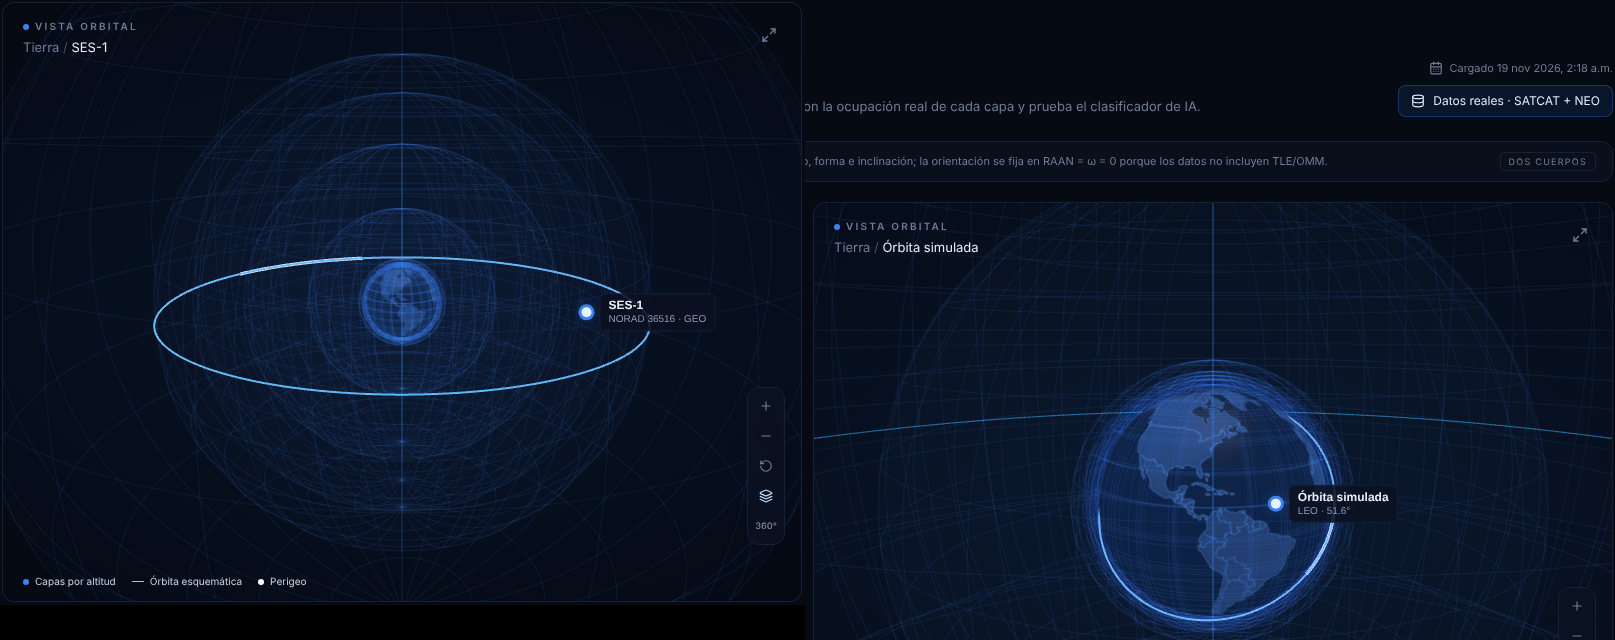 VISTA ORBITAL
Tierra / SES-1
SES-1
NORAD 36516 · GEO
360°
Capas por altitud
Órbita esquemática
Perigeo
Cargado 19 nov 2026, 2:18 a.m.
on la ocupación real de cada capa y prueba el clasificador de IA.
Datos reales · SATCAT + NEO
, forma e inclinación; la orientación se fija en RAAN = ω = 0 porque los datos no incluyen TLE/OMM.
DOS CUERPOS
VISTA ORBITAL
Tierra / Órbita simulada
Órbita simulada
LEO · 51.6°